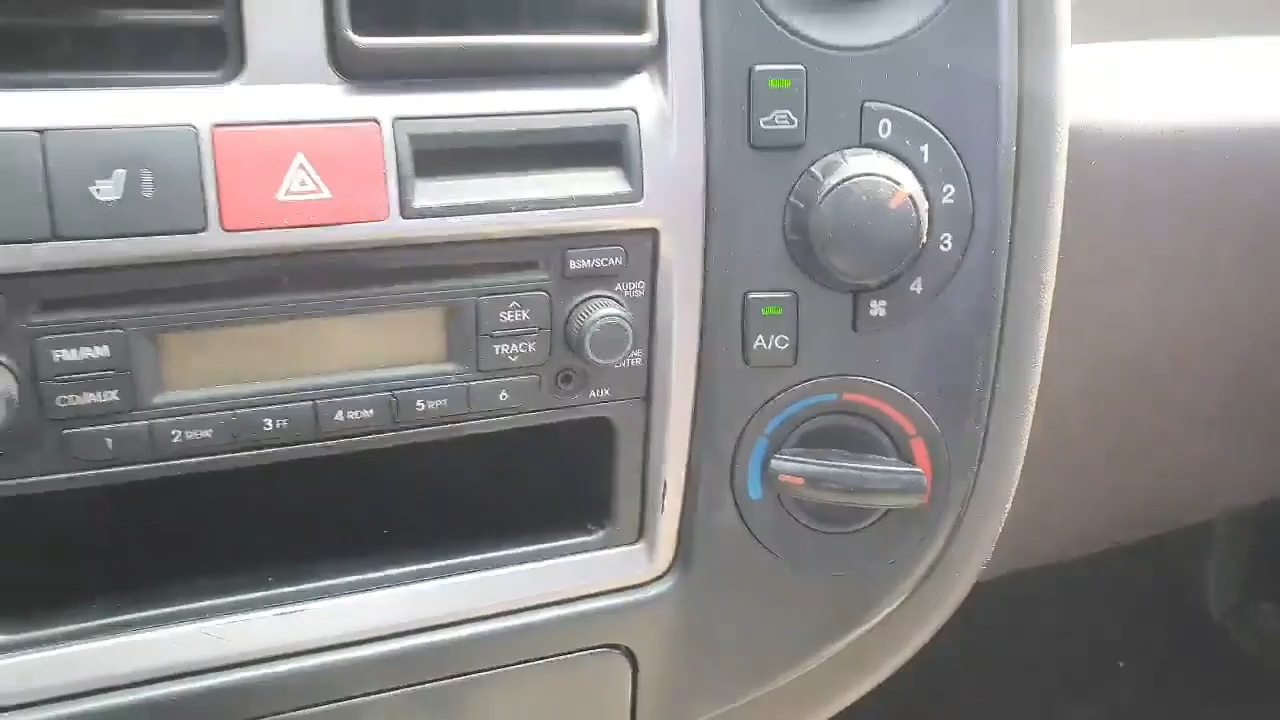 0
1
2
3
4
A/C
BSM/SCAN
AUDIO
PUSH
SEEK
TRACK
ENTER
FM/AM
CD/AUX
AUX
1
2 REW
3 FF
4 RDM
5 RPT
6